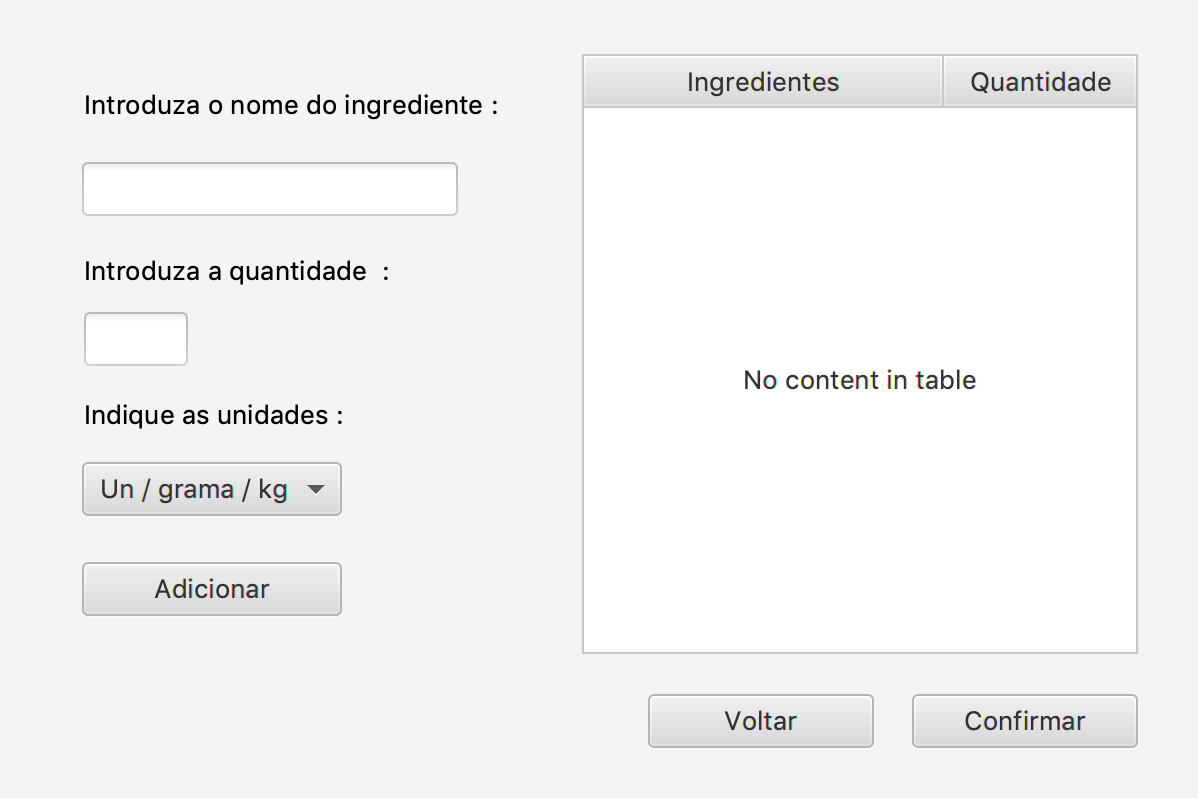 Introduza o nome do ingrediente :
Introduza a quantidade  :
Indique as unidades :
Un / grama / kg
Adicionar
Ingredientes
Quantidade
No content in table
Voltar
Confirmar